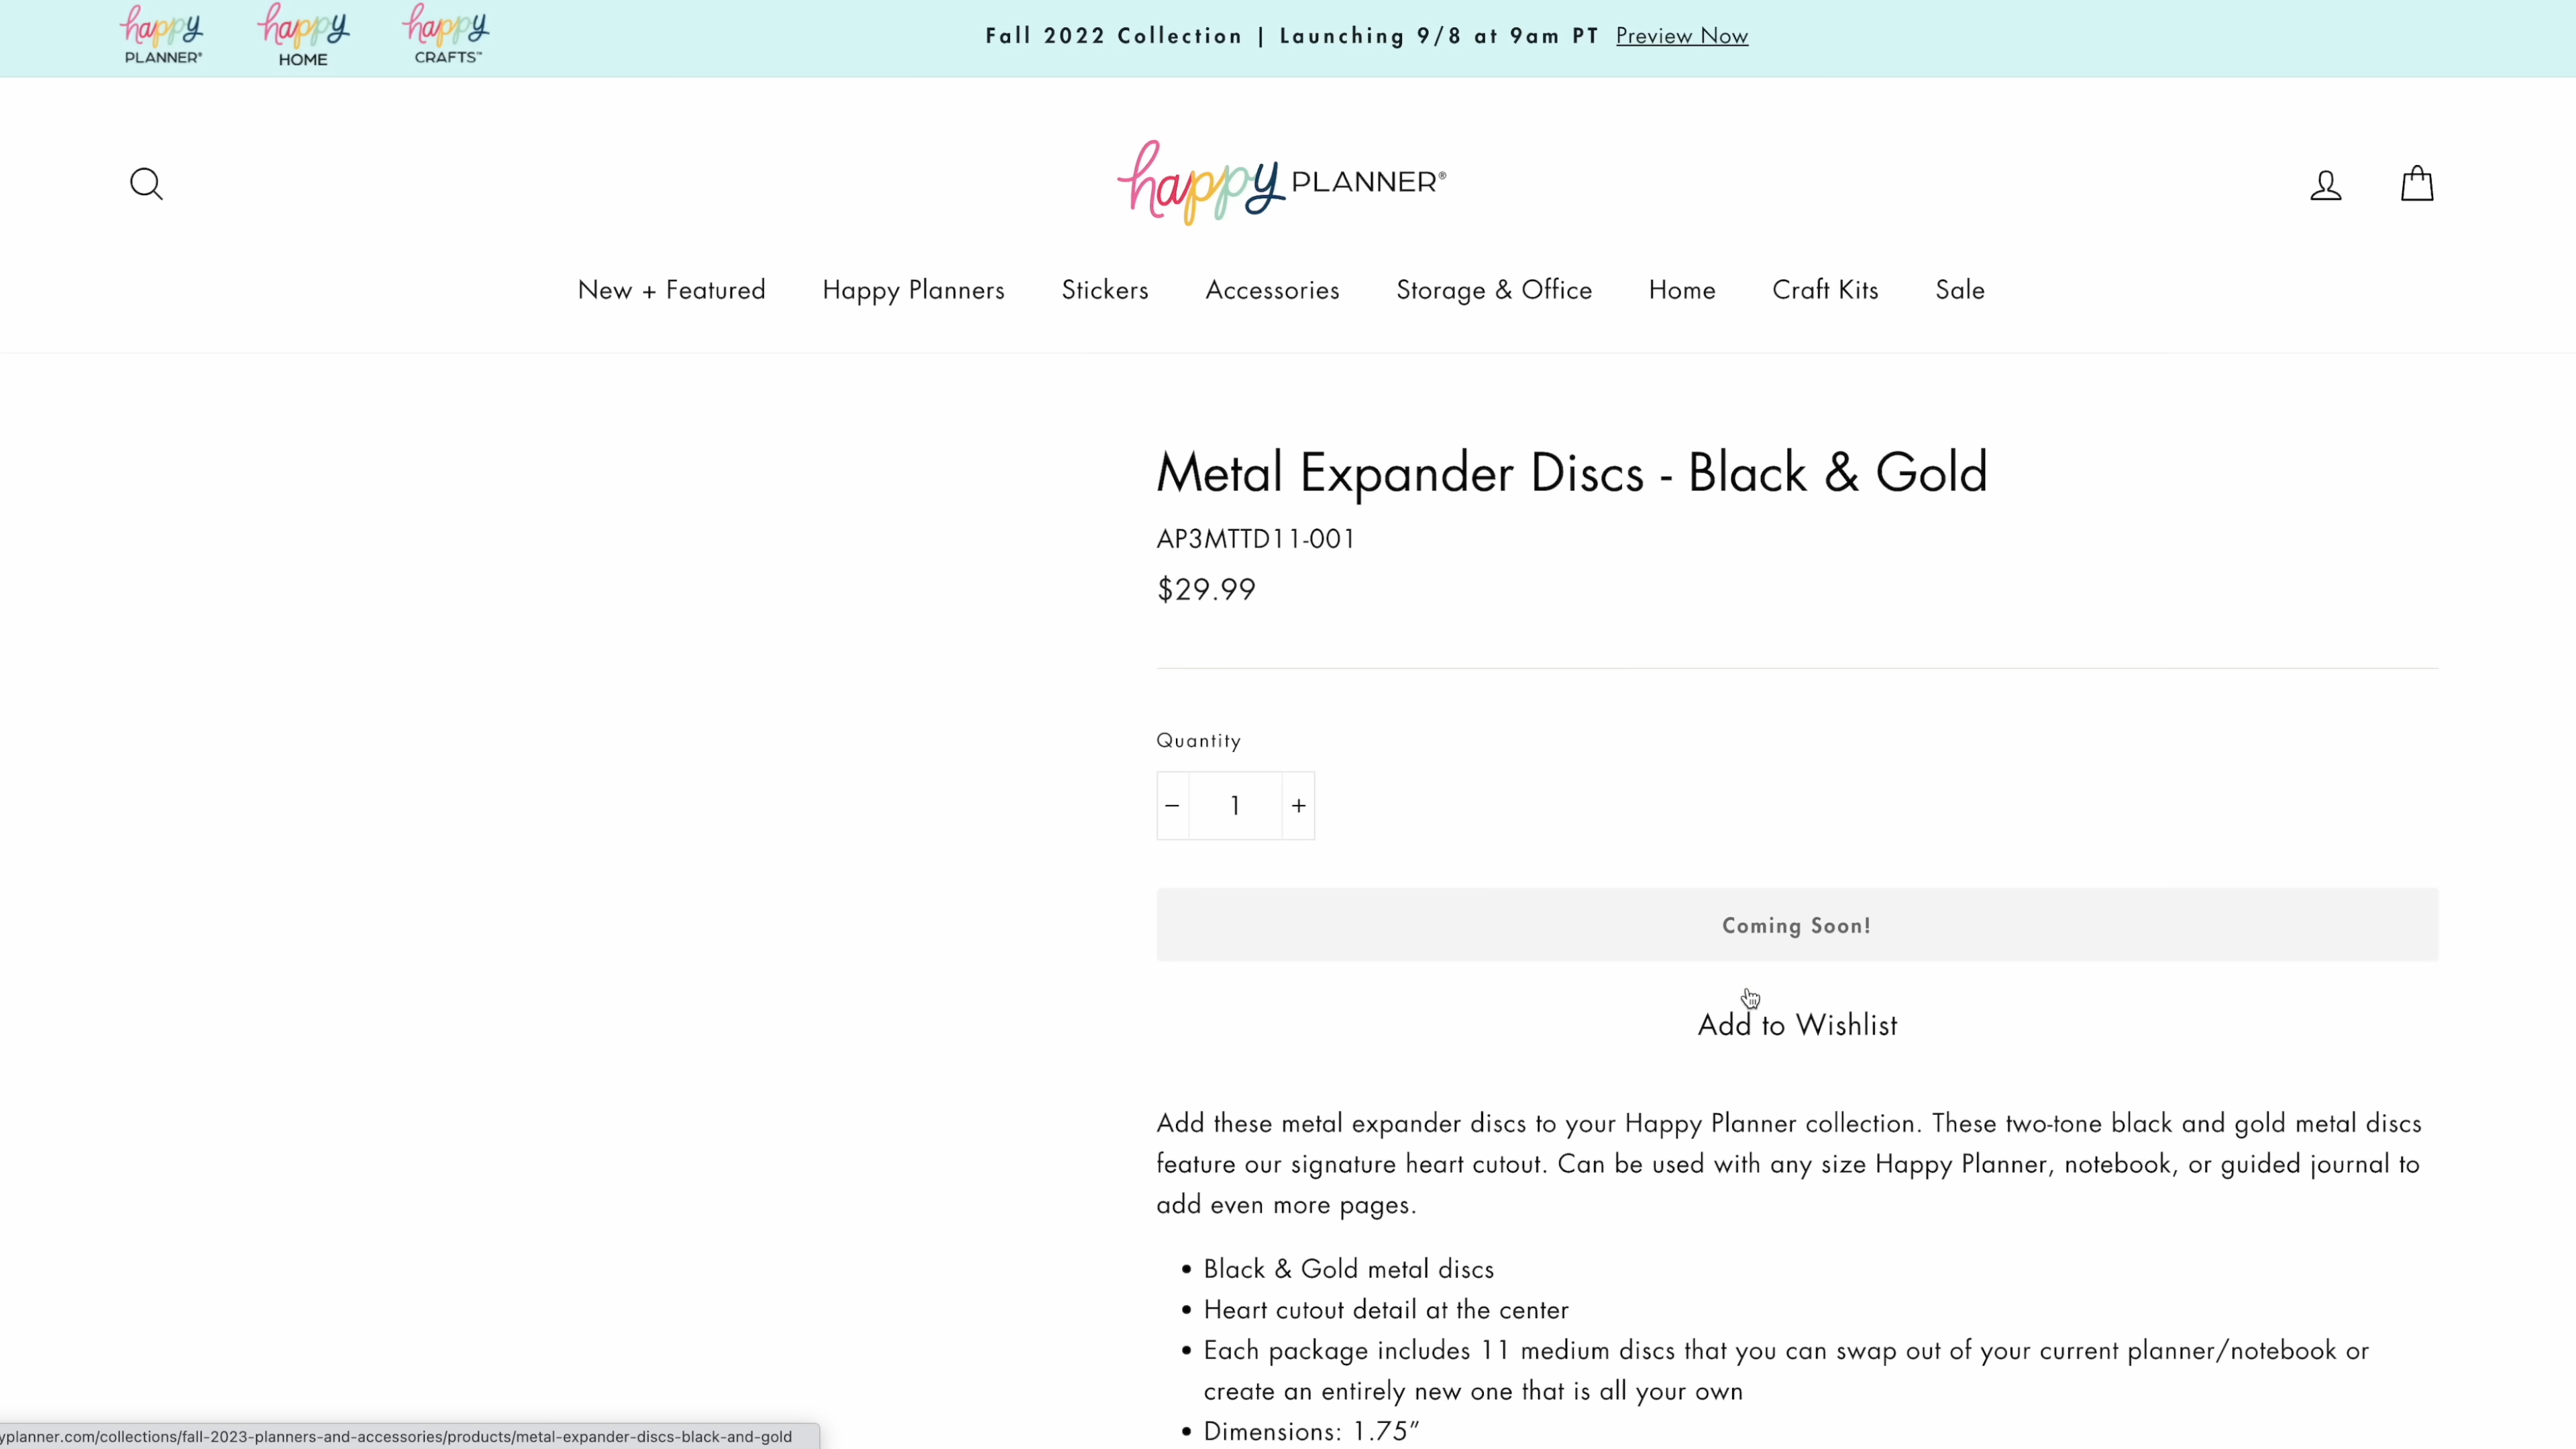 happy happy happy
PLANNER® HOME CRAFTS™
Fall 2022 Collection | Launching 9/8 at 9am PT Preview Now
happy PLANNER®
New + Featured Happy Planners Stickers Accessories Storage & Office Home Craft Kits Sale
Metal Expander Discs - Black & Gold
AP3MTTD11-001
$29.99
Quantity
− 1 +
Coming Soon!
Add to Wishlist
Add these metal expander discs to your Happy Planner collection. These two-tone black and gold metal discs
feature our signature heart cutout. Can be used with any size Happy Planner, notebook, or guided journal to
add even more pages.
• Black & Gold metal discs
• Heart cutout detail at the center
• Each package includes 11 medium discs that you can swap out of your current planner/notebook or
create an entirely new one that is all your own
• Dimensions: 1.75”
yplanner.com/collections/fall-2023-planners-and-accessories/products/metal-expander-discs-black-and-gold